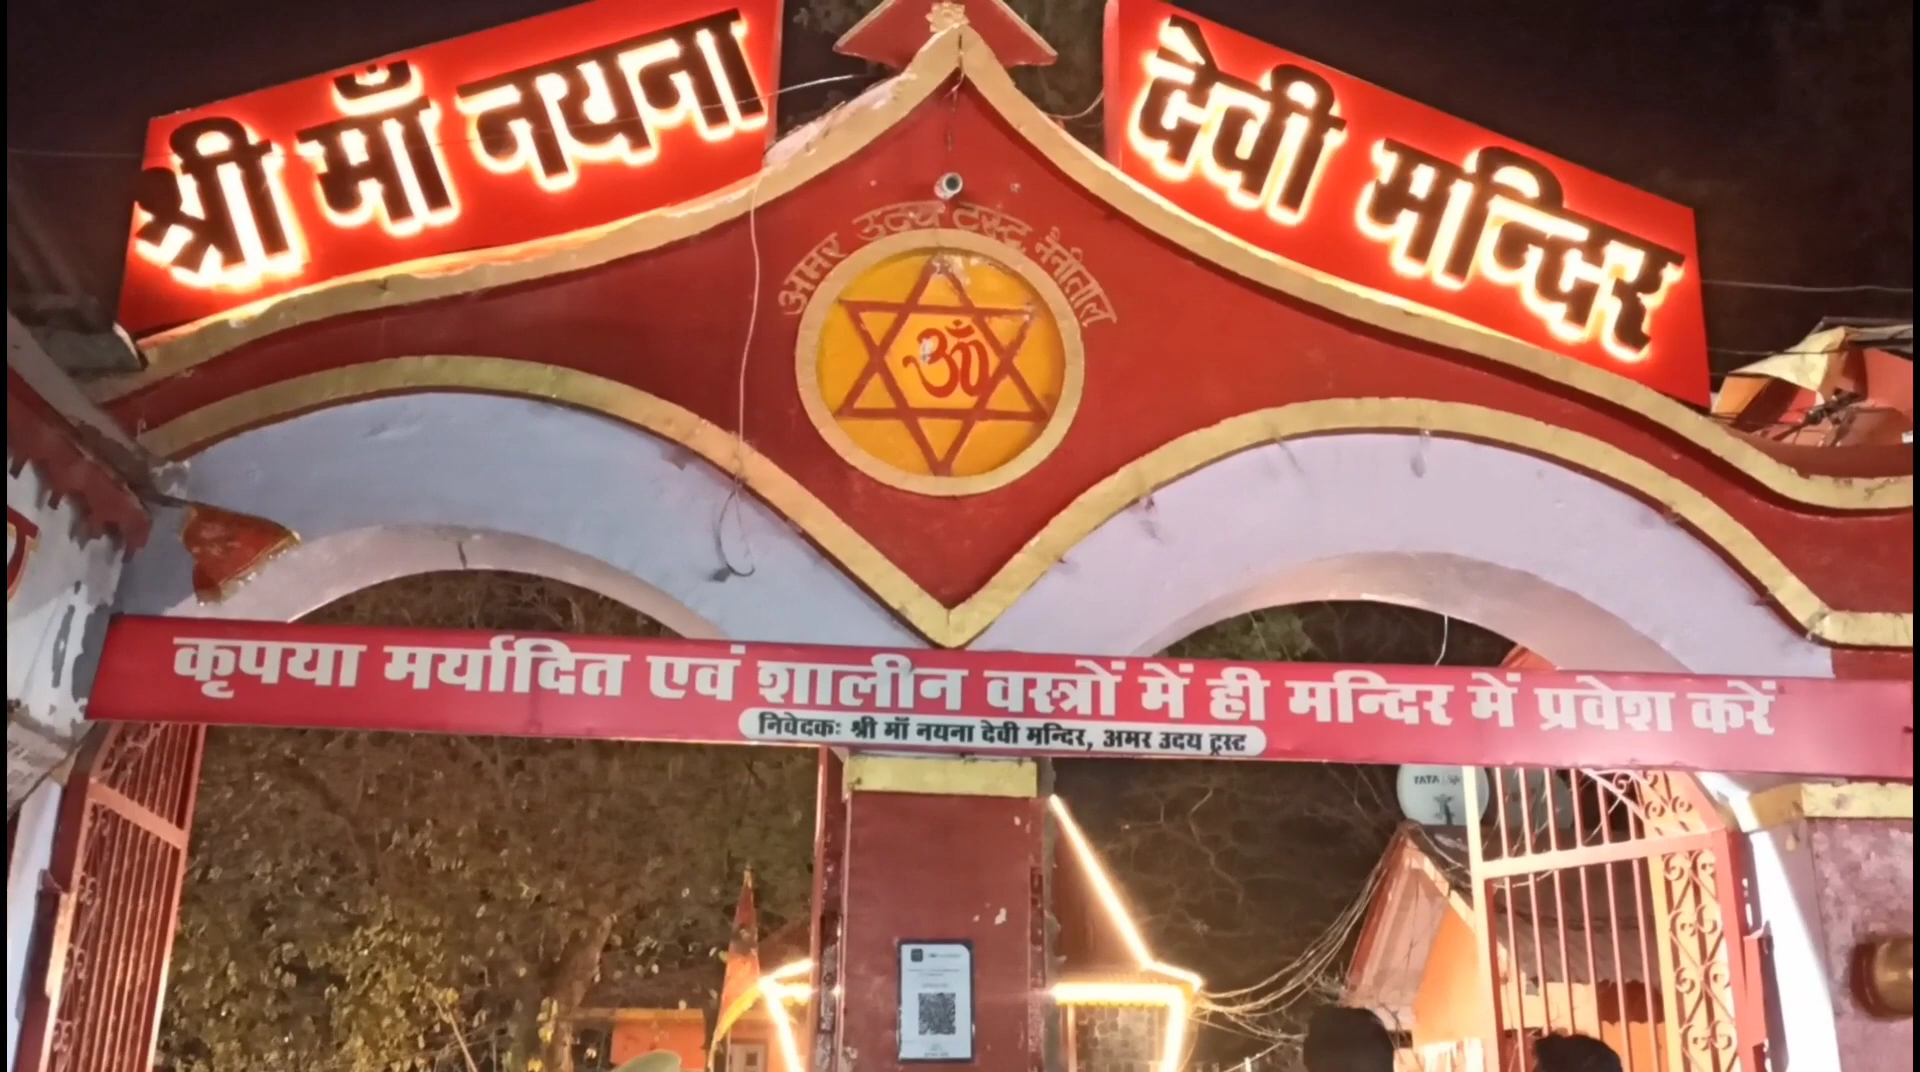 श्री माँ नयना देवी मन्दिर
अमर उदय ट्रस्ट नैनीताल
ॐ
कृपया मर्यादित एवं शालीन वस्त्रों में ही मन्दिर में प्रवेश करें
निवेदकः श्री माँ नयना देवी मन्दिर, अमर उदय ट्रस्ट